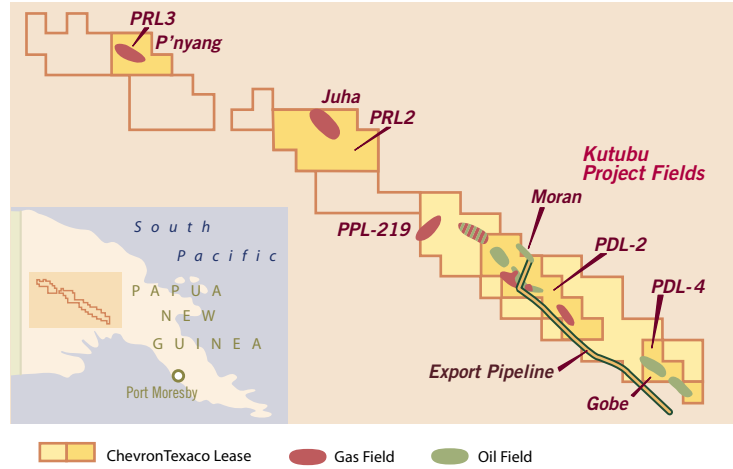 PRL3
P'nyang
Juha
PRL2
Kutubu
Project Fields
Moran
PPL-219
PDL-2
PDL-4
Export Pipeline
Gobe
South
Pacific
PAPUA
NEW
GUINEA
Port Moresby
ChevronTexaco Lease
Gas Field
Oil Field